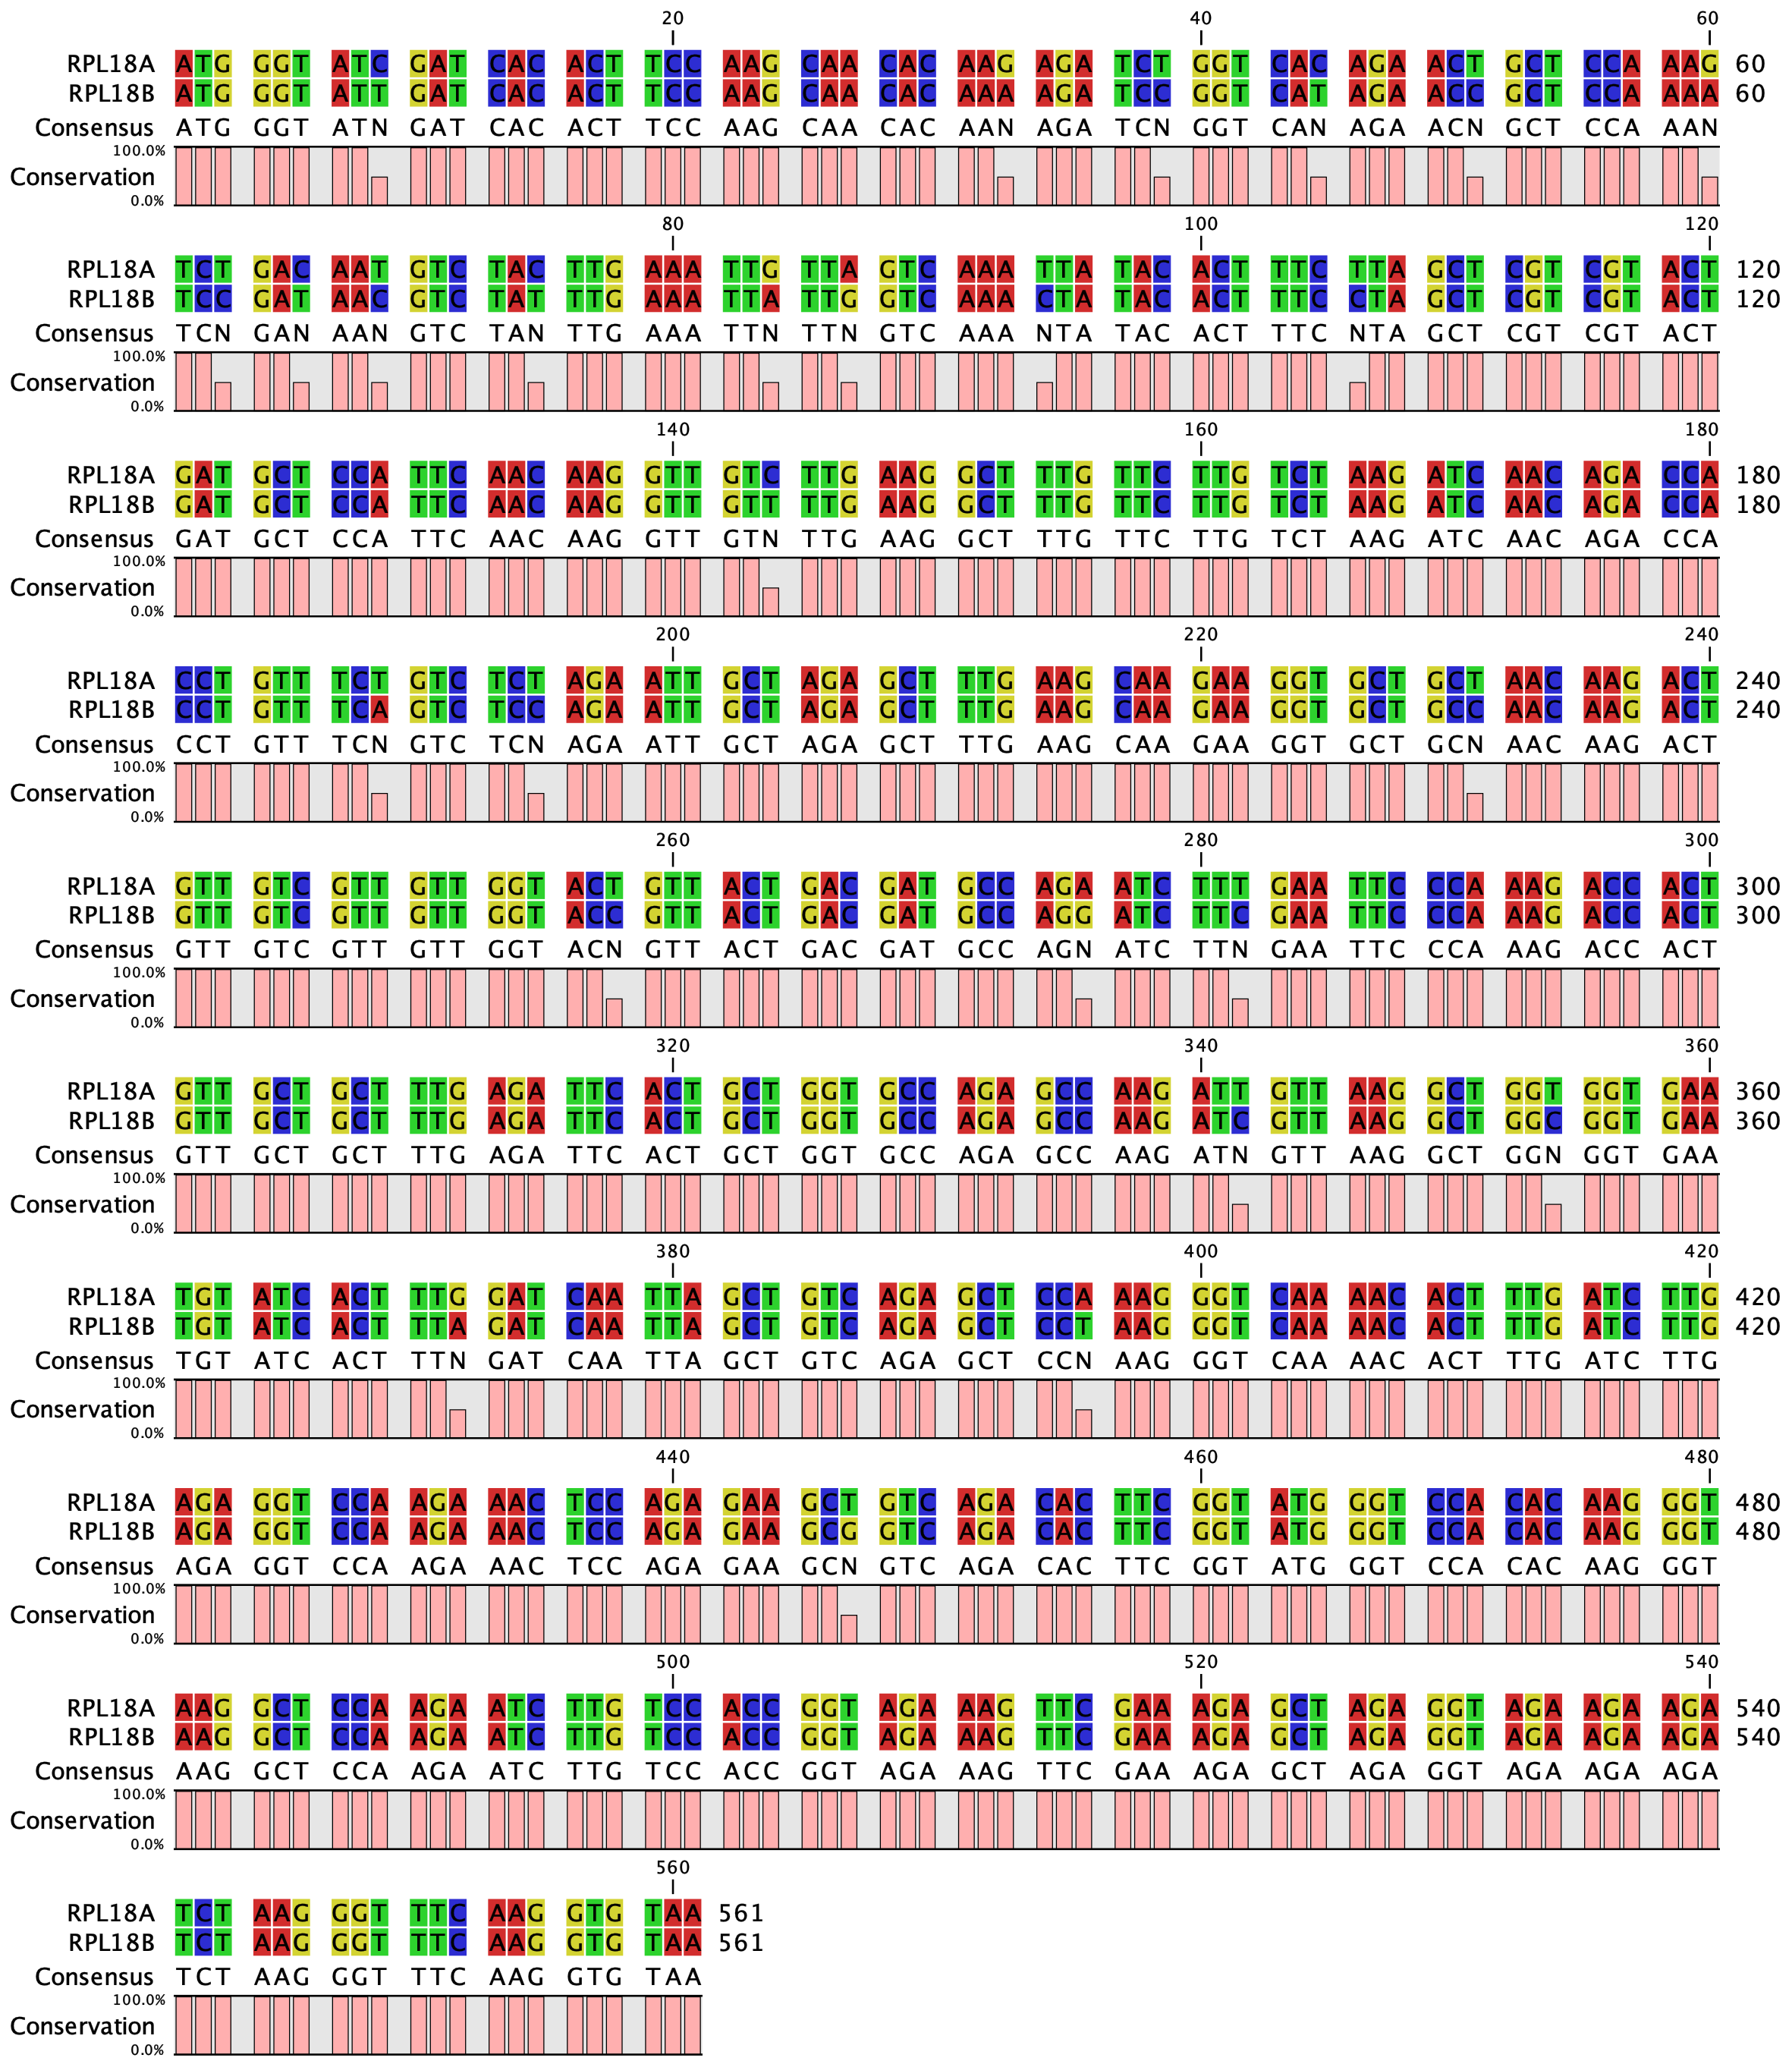 20 40 60
RPL18A ATG GGT ATC GAT CAC ACT TCC AAG CAA CAC AAG AGA TCT GGT CAC AGA ACT GCT CCA AAG 60
RPL18B ATG GGT ATT GAT CAC ACT TCC AAG CAA CAC AAA AGA TCC GGT CAT AGA ACC GCT CCA AAA 60
Consensus ATG GGT ATN GAT CAC ACT TCC AAG CAA CAC AAN AGA TCN GGT CAN AGA ACN GCT CCA AAN
100.0%
Conservation
0.0%
80 100 120
RPL18A TCT GAC AAT GTC TAC TTG AAA TTG TTA GTC AAA TTA TAC ACT TTC TTA GCT CGT CGT ACT 120
RPL18B TCC GAT AAC GTC TAT TTG AAA TTA TTG GTC AAA CTA TAC ACT TTC CTA GCT CGT CGT ACT 120
Consensus TCN GAN AAN GTC TAN TTG AAA TTN TTN GTC AAA NTA TAC ACT TTC NTA GCT CGT CGT ACT
100.0%
Conservation
0.0%
140 160 180
RPL18A GAT GCT CCA TTC AAC AAG GTT GTC TTG AAG GCT TTG TTC TTG TCT AAG ATC AAC AGA CCA 180
RPL18B GAT GCT CCA TTC AAC AAG GTT GTT TTG AAG GCT TTG TTC TTG TCT AAG ATC AAC AGA CCA 180
Consensus GAT GCT CCA TTC AAC AAG GTT GTN TTG AAG GCT TTG TTC TTG TCT AAG ATC AAC AGA CCA
100.0%
Conservation
0.0%
200 220 240
RPL18A CCT GTT TCT GTC TCT AGA ATT GCT AGA GCT TTG AAG CAA GAA GGT GCT GCT AAC AAG ACT 240
RPL18B CCT GTT TCA GTC TCC AGA ATT GCT AGA GCT TTG AAG CAA GAA GGT GCT GCC AAC AAG ACT 240
Consensus CCT GTT TCN GTC TCN AGA ATT GCT AGA GCT TTG AAG CAA GAA GGT GCT GCN AAC AAG ACT
100.0%
Conservation
0.0%
260 280 300
RPL18A GTT GTC GTT GTT GGT ACT GTT ACT GAC GAT GCC AGA ATC TTT GAA TTC CCA AAG ACC ACT 300
RPL18B GTT GTC GTT GTT GGT ACC GTT ACT GAC GAT GCC AGG ATC TTC GAA TTC CCA AAG ACC ACT 300
Consensus GTT GTC GTT GTT GGT ACN GTT ACT GAC GAT GCC AGN ATC TTN GAA TTC CCA AAG ACC ACT
100.0%
Conservation
0.0%
320 340 360
RPL18A GTT GCT GCT TTG AGA TTC ACT GCT GGT GCC AGA GCC AAG ATT GTT AAG GCT GGT GGT GAA 360
RPL18B GTT GCT GCT TTG AGA TTC ACT GCT GGT GCC AGA GCC AAG ATC GTT AAG GCT GGC GGT GAA 360
Consensus GTT GCT GCT TTG AGA TTC ACT GCT GGT GCC AGA GCC AAG ATN GTT AAG GCT GGN GGT GAA
100.0%
Conservation
0.0%
380 400 420
RPL18A TGT ATC ACT TTG GAT CAA TTA GCT GTC AGA GCT CCA AAG GGT CAA AAC ACT TTG ATC TTG 420
RPL18B TGT ATC ACT TTA GAT CAA TTA GCT GTC AGA GCT CCT AAG GGT CAA AAC ACT TTG ATC TTG 420
Consensus TGT ATC ACT TTN GAT CAA TTA GCT GTC AGA GCT CCN AAG GGT CAA AAC ACT TTG ATC TTG
100.0%
Conservation
0.0%
440 460 480
RPL18A AGA GGT CCA AGA AAC TCC AGA GAA GCT GTC AGA CAC TTC GGT ATG GGT CCA CAC AAG GGT 480
RPL18B AGA GGT CCA AGA AAC TCC AGA GAA GCG GTC AGA CAC TTC GGT ATG GGT CCA CAC AAG GGT 480
Consensus AGA GGT CCA AGA AAC TCC AGA GAA GCN GTC AGA CAC TTC GGT ATG GGT CCA CAC AAG GGT
100.0%
Conservation
0.0%
500 520 540
RPL18A AAG GCT CCA AGA ATC TTG TCC ACC GGT AGA AAG TTC GAA AGA GCT AGA GGT AGA AGA AGA 540
RPL18B AAG GCT CCA AGA ATC TTG TCC ACC GGT AGA AAG TTC GAA AGA GCT AGA GGT AGA AGA AGA 540
Consensus AAG GCT CCA AGA ATC TTG TCC ACC GGT AGA AAG TTC GAA AGA GCT AGA GGT AGA AGA AGA
100.0%
Conservation
0.0%
560
RPL18A TCT AAG GGT TTC AAG GTG TAA 561
RPL18B TCT AAG GGT TTC AAG GTG TAA 561
Consensus TCT AAG GGT TTC AAG GTG TAA
100.0%
Conservation
0.0%